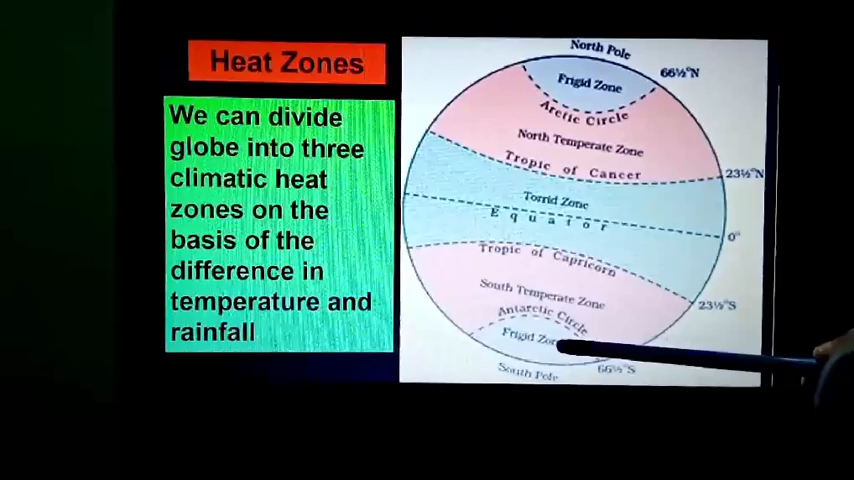 Heat Zones
We can divide
globe into three
climatic heat
zones on the
basis of the
difference in
temperature and
rainfall
North Pole
66½°N
Frigid Zone
Arctic Circle
North Temperate Zone
Tropic of Cancer
23½°N
Torrid Zone
Equator
0°
Tropic of Capricorn
South Temperate Zone
23½°S
Antarctic Circle
Frigid Zon
South Pole
66½°S